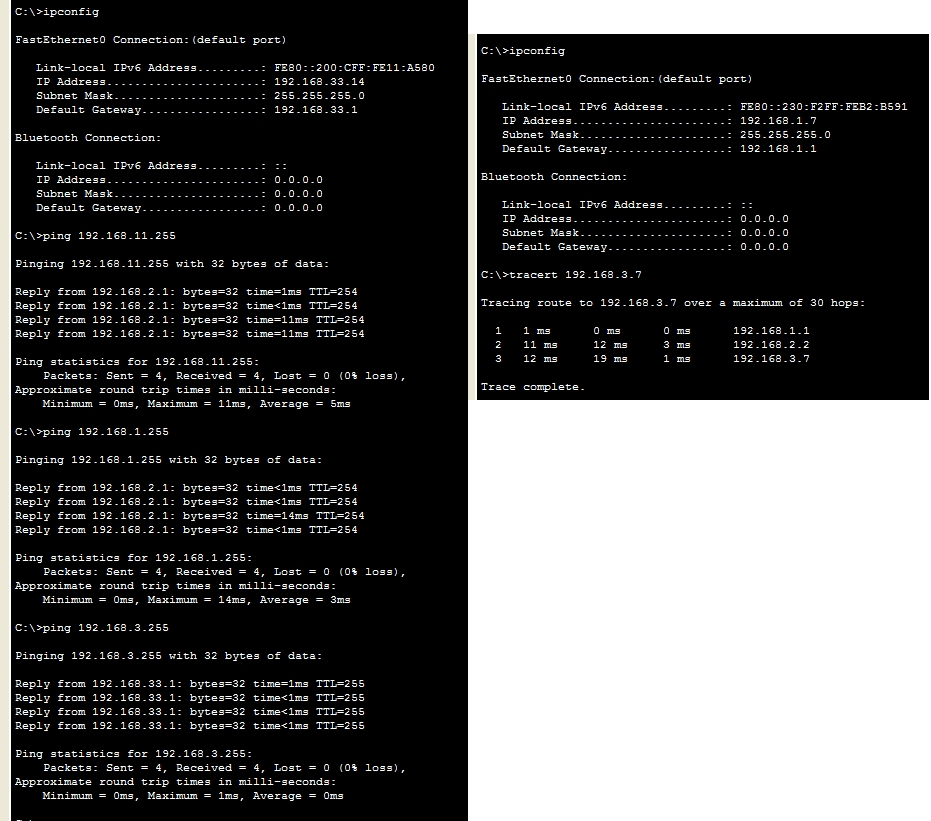 C:\>ipconfig
FastEthernet0 Connection:(default port)
Link-local IPv6 Address.........: FE80::200:CFF:FE11:A580
IP Address......................: 192.168.33.14
Subnet Mask.....................: 255.255.255.0
Default Gateway.................: 192.168.33.1
Bluetooth Connection:
Link-local IPv6 Address.........: ::
IP Address......................: 0.0.0.0
Subnet Mask.....................: 0.0.0.0
Default Gateway.................: 0.0.0.0
C:\>ping 192.168.11.255
Pinging 192.168.11.255 with 32 bytes of data:
Reply from 192.168.2.1: bytes=32 time=1ms TTL=254
Reply from 192.168.2.1: bytes=32 time<1ms TTL=254
Reply from 192.168.2.1: bytes=32 time=11ms TTL=254
Reply from 192.168.2.1: bytes=32 time=11ms TTL=254
Ping statistics for 192.168.11.255:
Packets: Sent = 4, Received = 4, Lost = 0 (0% loss),
Approximate round trip times in milli-seconds:
Minimum = 0ms, Maximum = 11ms, Average = 5ms
C:\>ping 192.168.1.255
Pinging 192.168.1.255 with 32 bytes of data:
Reply from 192.168.2.1: bytes=32 time<1ms TTL=254
Reply from 192.168.2.1: bytes=32 time<1ms TTL=254
Reply from 192.168.2.1: bytes=32 time=14ms TTL=254
Reply from 192.168.2.1: bytes=32 time<1ms TTL=254
Ping statistics for 192.168.1.255:
Packets: Sent = 4, Received = 4, Lost = 0 (0% loss),
Approximate round trip times in milli-seconds:
Minimum = 0ms, Maximum = 14ms, Average = 3ms
C:\>ping 192.168.3.255
Pinging 192.168.3.255 with 32 bytes of data:
Reply from 192.168.33.1: bytes=32 time=1ms TTL=255
Reply from 192.168.33.1: bytes=32 time<1ms TTL=255
Reply from 192.168.33.1: bytes=32 time<1ms TTL=255
Reply from 192.168.33.1: bytes=32 time<1ms TTL=255
Ping statistics for 192.168.3.255:
Packets: Sent = 4, Received = 4, Lost = 0 (0% loss),
Approximate round trip times in milli-seconds:
Minimum = 0ms, Maximum = 1ms, Average = 0ms
C:\>ipconfig
FastEthernet0 Connection:(default port)
Link-local IPv6 Address.........: FE80::230:F2FF:FEB2:B591
IP Address......................: 192.168.1.7
Subnet Mask.....................: 255.255.255.0
Default Gateway.................: 192.168.1.1
Bluetooth Connection:
Link-local IPv6 Address.........: ::
IP Address......................: 0.0.0.0
Subnet Mask.....................: 0.0.0.0
Default Gateway.................: 0.0.0.0
C:\>tracert 192.168.3.7
Tracing route to 192.168.3.7 over a maximum of 30 hops:
1 1 ms 0 ms 0 ms 192.168.1.1
2 11 ms 12 ms 3 ms 192.168.2.2
3 12 ms 19 ms 1 ms 192.168.3.7
Trace complete.